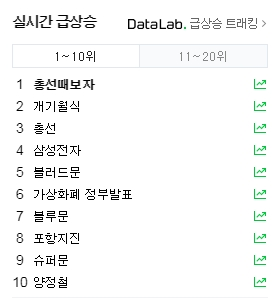 실시간 급상승
DataLab. 급상승 트래킹 >
1~10위
11~20위
1 총선때보자
2 개기월식
3 총선
4 삼성전자
5 블러드문
6 가상화폐 정부발표
7 블루문
8 포항지진
9 슈퍼문
10 양정철